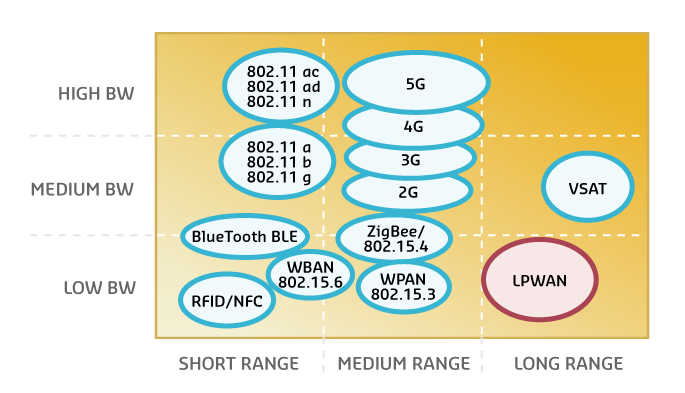 HIGH BW
802.11 ac
802.11 ad
802.11 n
5G
4G
MEDIUM BW
802.11 a
802.11 b
802.11 g
3G
2G
VSAT
BlueTooth BLE
ZigBee/
802.15.4
LOW BW
WBAN
802.15.6
RFID/NFC
WPAN
802.15.3
LPWAN
SHORT RANGE
MEDIUM RANGE
LONG RANGE